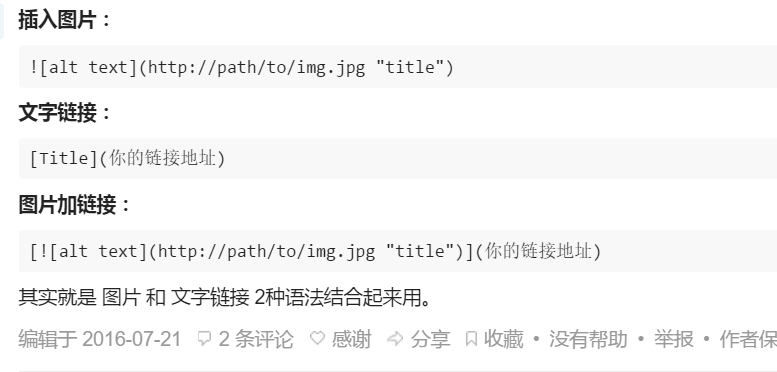 插入图片：
![alt text](http://path/to/img.jpg "title")
文字链接：
[Title](你的链接地址)
图片加链接：
[![alt text](http://path/to/img.jpg "title")](你的链接地址)
其实就是 图片 和 文字链接 2种语法结合起来用。
编辑于 2016-07-21 2 条评论 感谢 分享 收藏 • 没有帮助 • 举报 • 作者保